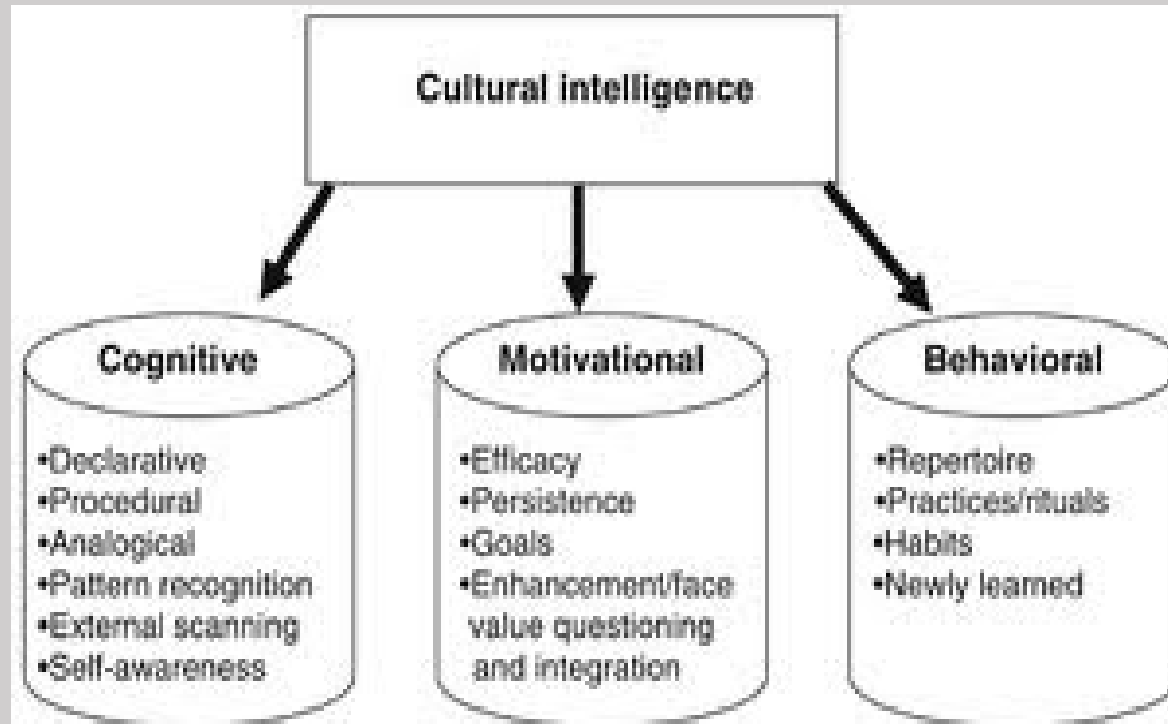 Cultural intelligence
Cognitive
•Declarative
•Procedural
•Analogical
•Pattern recognition
•External scanning
•Self-awareness
Motivational
•Efficacy
•Persistence
•Goals
•Enhancement/face
value questioning
and integration
Behavioral
•Repertoire
•Practices/rituals
•Habits
•Newly learned